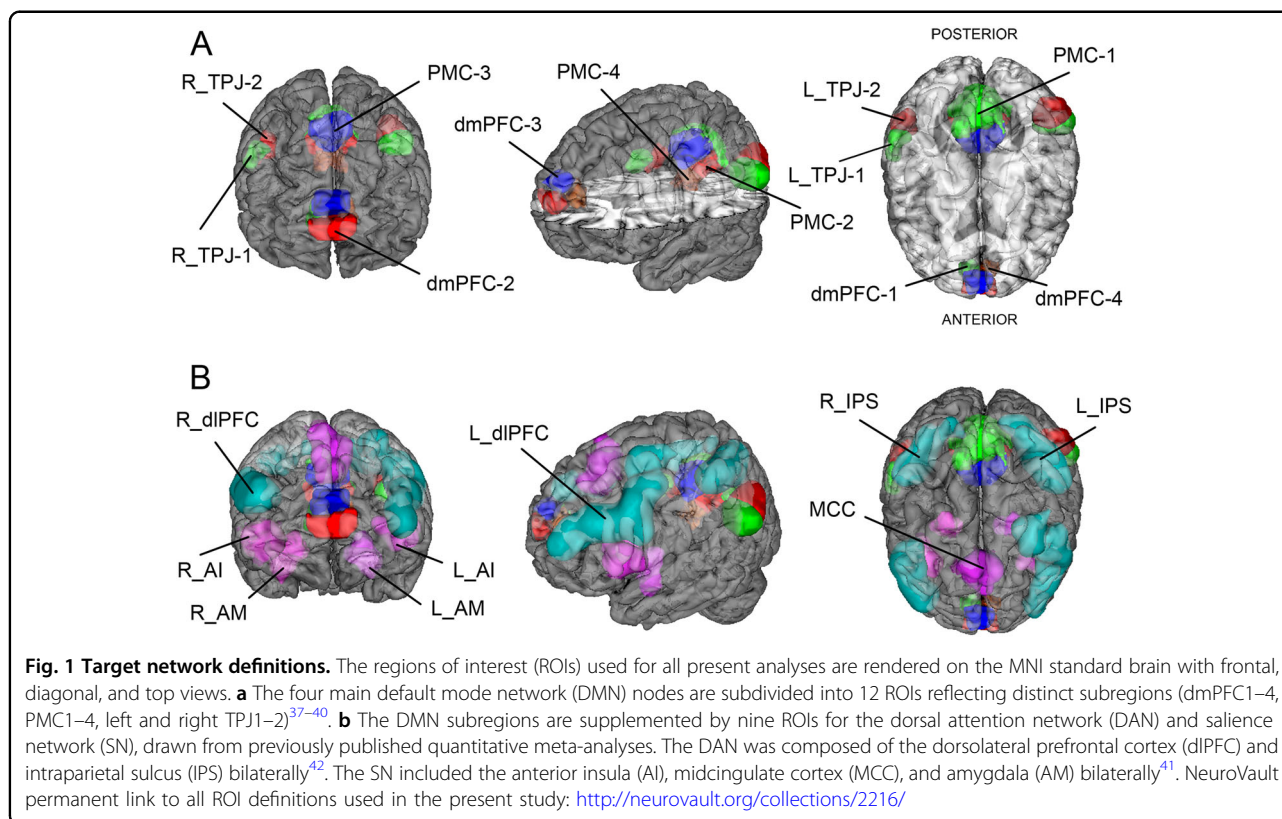 A
R_TPJ-2
PMC-3
R_TPJ-1
dmPFC-2
PMC-4
dmPFC-3
PMC-2
POSTERIOR
PMC-1
L_TPJ-2
L_TPJ-1
dmPFC-1
dmPFC-4
ANTERIOR
B
R_dlPFC
R_AI
R_AM
L_AI
L_AM
L_dlPFC
R_IPS
L_IPS
MCC
Fig. 1 Target network definitions. The regions of interest (ROIs) used for all present analyses are rendered on the MNI standard brain with frontal,
diagonal, and top views. a The four main default mode network (DMN) nodes are subdivided into 12 ROIs reflecting distinct subregions (dmPFC1–4,
PMC1–4, left and right TPJ1–2)37–40. b The DMN subregions are supplemented by nine ROIs for the dorsal attention network (DAN) and salience
network (SN), drawn from previously published quantitative meta-analyses. The DAN was composed of the dorsolateral prefrontal cortex (dlPFC) and
intraparietal sulcus (IPS) bilaterally42. The SN included the anterior insula (AI), midcingulate cortex (MCC), and amygdala (AM) bilaterally41. NeuroVault
permanent link to all ROI definitions used in the present study: http://neurovault.org/collections/2216/